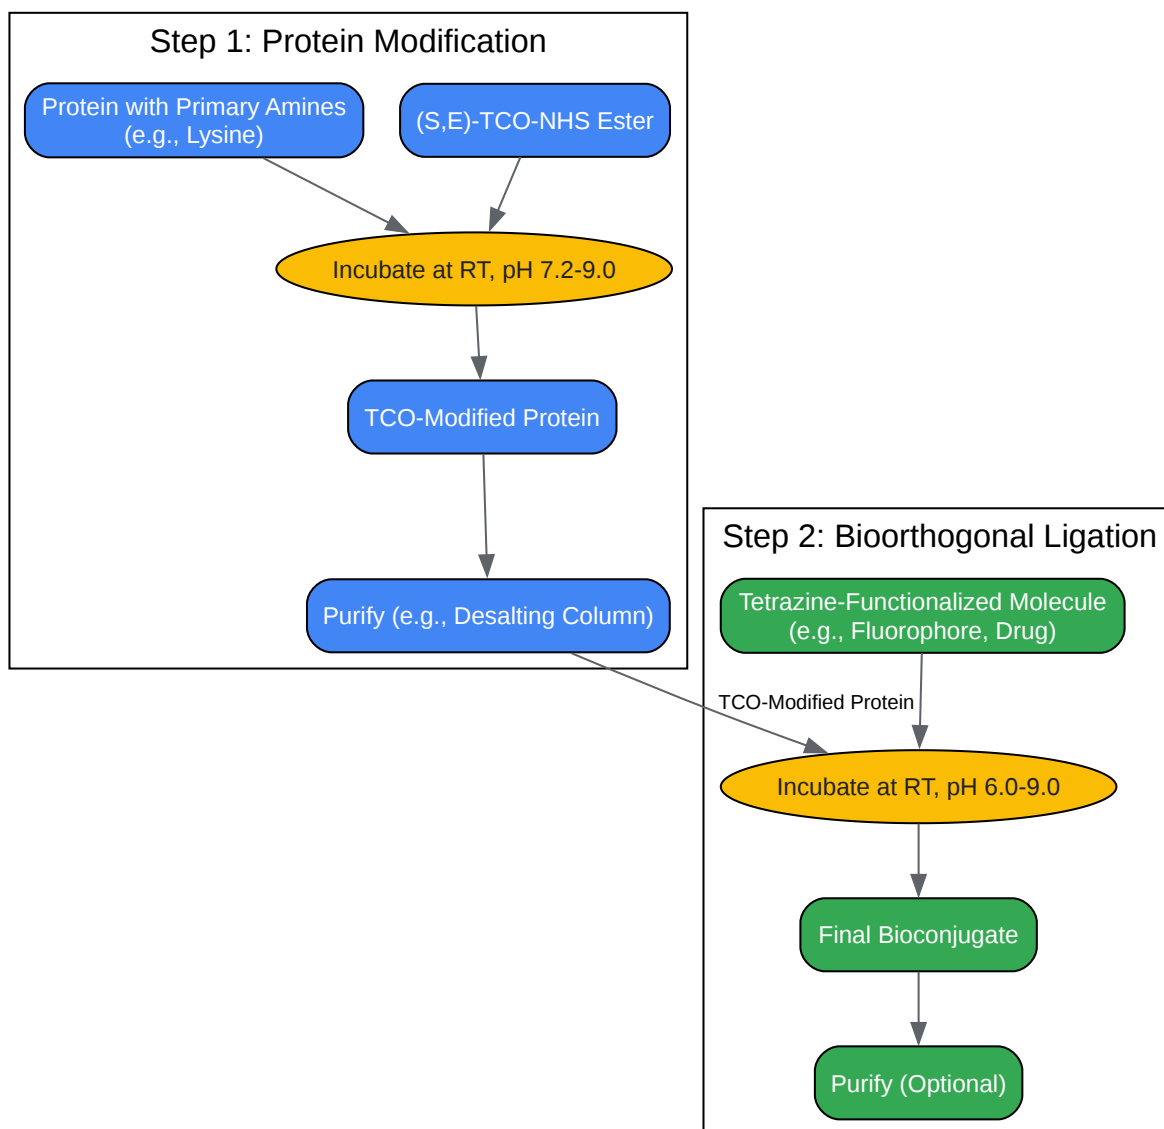 Step 1: Protein Modification
Protein with Primary Amines
(e.g., Lysine)
(S,E)-TCO-NHS Ester
Incubate at RT, pH 7.2-9.0
TCO-Modified Protein
Purify (e.g., Desalting Column)
Step 2: Bioorthogonal Ligation
Tetrazine-Functionalized Molecule
(e.g., Fluorophore, Drug)
TCO-Modified Protein
Incubate at RT, pH 6.0-9.0
Final Bioconjugate
Purify (Optional)